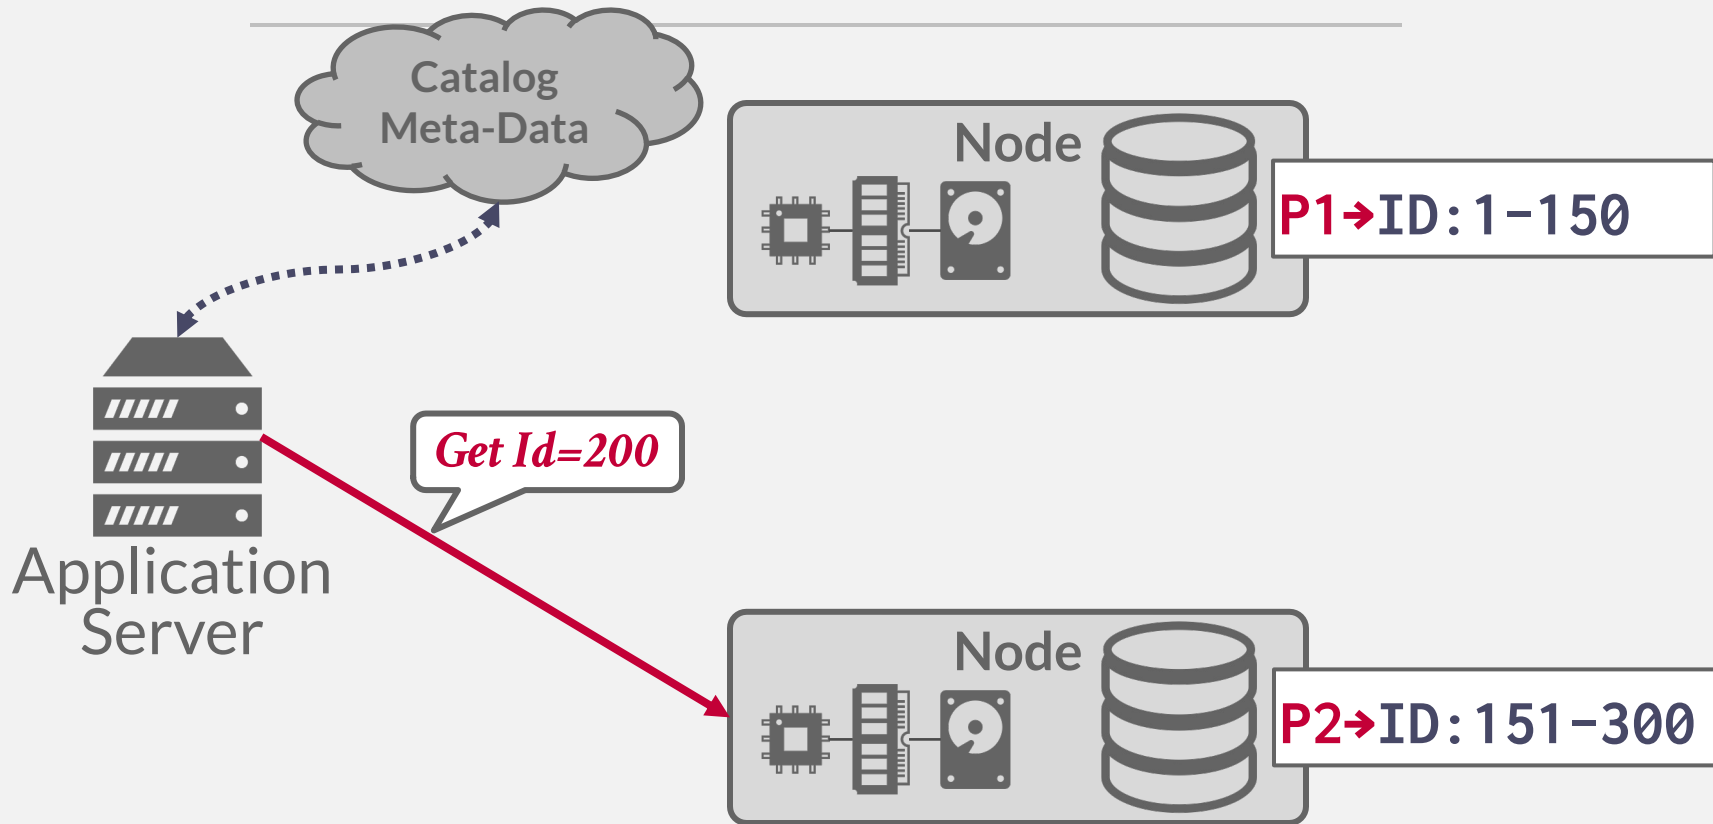 Catalog
Meta-Data
Node
P1→ID:1-150
Get Id=200
Application
Server
Node
P2→ID:151-300